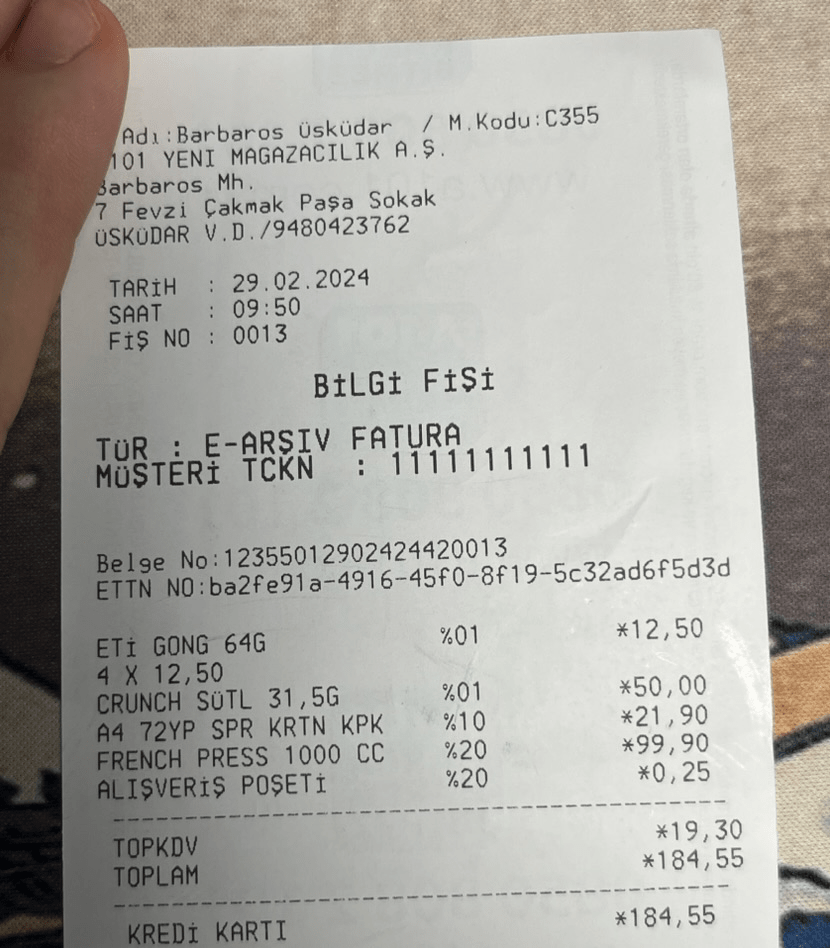 Adı:Barbaros Üsküdar / M.Kodu:C355
101 YENİ MAGAZACILIK A.Ş.
Barbaros Mh.
7 Fevzi Çakmak Paşa Sokak
ÜSKÜDAR V.D./9480423762
TARİH : 29.02.2024
SAAT : 09:50
FİŞ NO : 0013
BİLGİ FİŞİ
TÜR : E-ARŞIV FATURA
MÜŞTERİ TCKN : 11111111111
Belge No:12355012902424420013
ETTN NO:ba2fe91a-4916-45f0-8f19-5c32ad6f5d3d
ETİ GONG 64G %01 *12,50
4 X 12,50
CRUNCH SÜTL 31,5G %01 *50,00
A4 72YP SPR KRTN KPK %10 *21,90
FRENCH PRESS 1000 CC %20 *99,90
ALIŞVERİŞ POŞETİ %20 *0,25
TOPKDV *19,30
TOPLAM *184,55
KREDİ KARTI *184,55